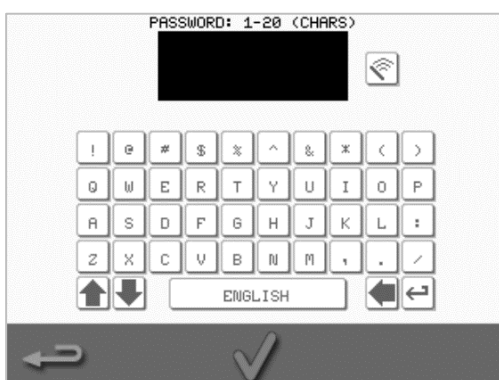 PASSWORD: 1-20 (CHARS)
! @ # $ % ^ & * ( )
Q W E R T Y U I O P
A S D F G H J K L :
Z X C V B N M , . /
ENGLISH